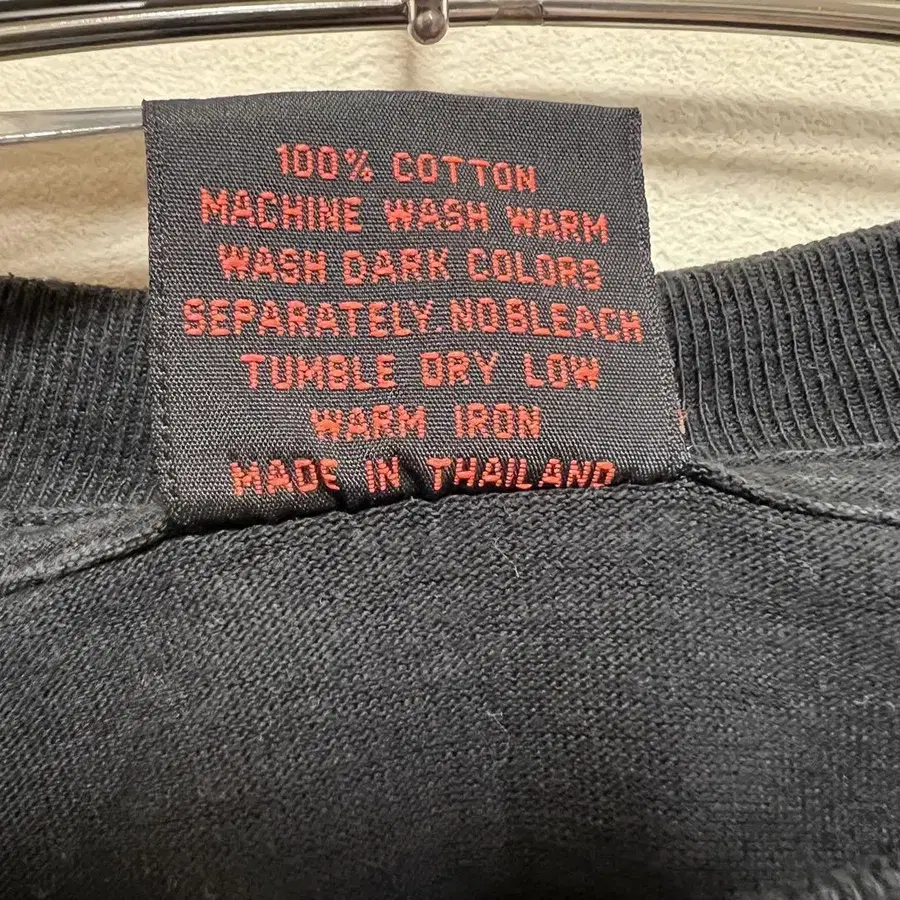 100% COTTON
MACHINE WASH WARM
WASH DARK COLORS
SEPARATELY. NO BLEACH
TUMBLE DRY LOW
WARM IRON
MADE IN THAILAND